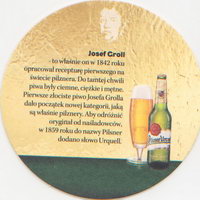 Josef Groll
- to właśnie on w 1842 roku
opracował recepturę pierwszego na
świecie pilznera. Do tamtej chwili
piwa były ciemne, ciężkie i mętne.
Pierwsze złociste piwo Josefa Grolla
dało początek nowej kategorii, jaką
są właśnie pilznery. Aby odróżnić
oryginał od naśladowców,
w 1859 roku do nazwy Pilsner
dodano słowo Urquell.
Pilsner Urquell